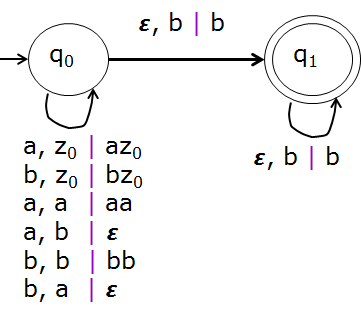 ε, b | b
q₀
q₁
a, z₀ | az₀
b, z₀ | bz₀
a, a | aa
a, b | ε
b, b | bb
b, a | ε
ε, b | b